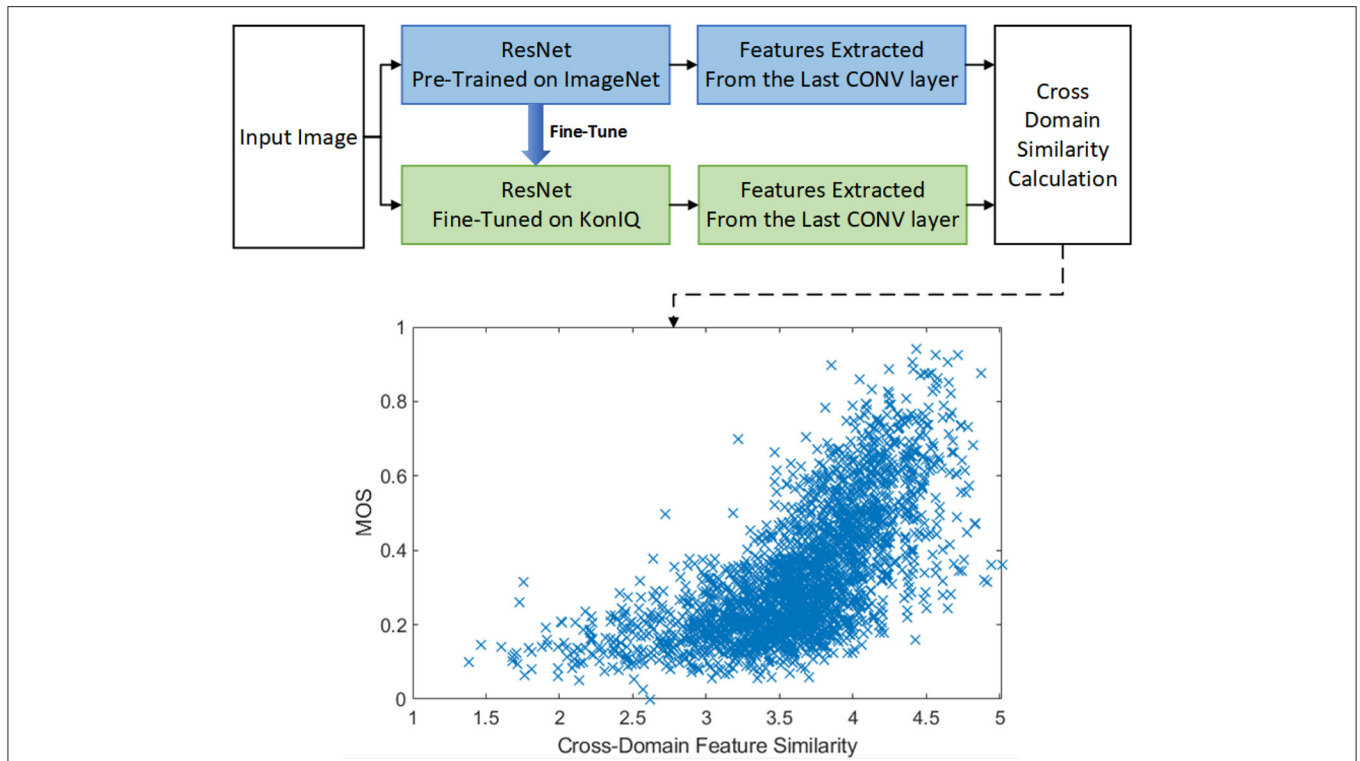 Input Image
ResNet
Pre-Trained on ImageNet
Features Extracted
From the Last CONV layer
Fine-Tune
ResNet
Fine-Tuned on KonIQ
Features Extracted
From the Last CONV layer
Cross
Domain
Similarity
Calculation
MOS
1
0.8
0.6
0.4
0.2
0
1 1.5 2 2.5 3 3.5 4 4.5 5
Cross-Domain Feature Similarity